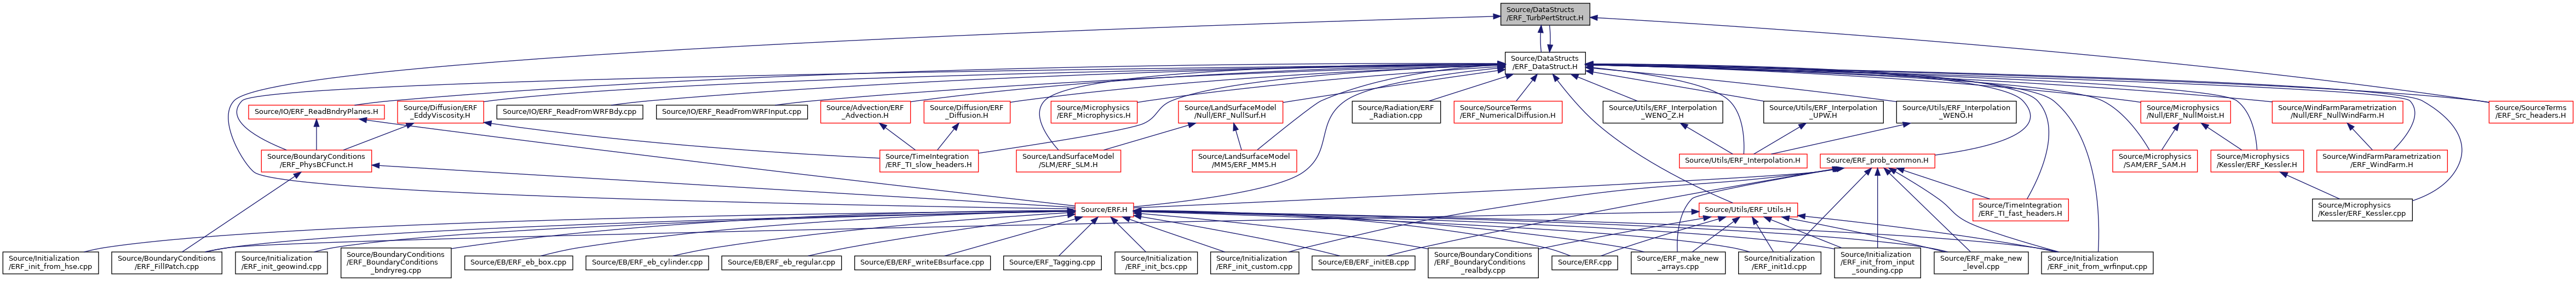 Source/DataStructs
/ERF_TurbPertStruct.H
Source/DataStructs
/ERF_DataStruct.H
Source/IO/ERF_ReadBndryPlanes.H
Source/Diffusion/ERF
_EddyViscosity.H
Source/IO/ERF_ReadFromWRFBdy.cpp
Source/IO/ERF_ReadFromWRFInput.cpp
Source/Advection/ERF
_Advection.H
Source/Diffusion/ERF
_Diffusion.H
Source/Microphysics
/ERF_Microphysics.H
Source/LandSurfaceModel
/Null/ERF_NullSurf.H
Source/Radiation/ERF
_Radiation.cpp
Source/SourceTerms
/ERF_NumericalDiffusion.H
Source/Utils/ERF_Interpolation
_WENO_Z.H
Source/Utils/ERF_Interpolation
_UPW.H
Source/Utils/ERF_Interpolation
_WENO.H
Source/Microphysics
/Null/ERF_NullMoist.H
Source/WindFarmParametrization
/Null/ERF_NullWindFarm.H
Source/SourceTerms
/ERF_Src_headers.H
Source/BoundaryConditions
/ERF_PhysBCFunct.H
Source/TimeIntegration
/ERF_TI_slow_headers.H
Source/LandSurfaceModel
/SLM/ERF_SLM.H
Source/LandSurfaceModel
/MM5/ERF_MM5.H
Source/Utils/ERF_Interpolation.H
Source/ERF_prob_common.H
Source/Microphysics
/SAM/ERF_SAM.H
Source/Microphysics
/Kessler/ERF_Kessler.H
Source/WindFarmParametrization
/ERF_WindFarm.H
Source/ERF.H
Source/Utils/ERF_Utils.H
Source/TimeIntegration
/ERF_TI_fast_headers.H
Source/Microphysics
/Kessler/ERF_Kessler.cpp
Source/Initialization
/ERF_init_from_hse.cpp
Source/BoundaryConditions
/ERF_FillPatch.cpp
Source/Initialization
/ERF_init_geowind.cpp
Source/BoundaryConditions
/ERF_BoundaryConditions
_bndryreg.cpp
Source/EB/ERF_eb_box.cpp
Source/EB/ERF_eb_cylinder.cpp
Source/EB/ERF_eb_regular.cpp
Source/EB/ERF_writeEBsurface.cpp
Source/ERF_Tagging.cpp
Source/Initialization
/ERF_init_bcs.cpp
Source/Initialization
/ERF_init_custom.cpp
Source/EB/ERF_initEB.cpp
Source/BoundaryConditions
/ERF_BoundaryConditions
_realbdy.cpp
Source/ERF.cpp
Source/ERF_make_new
_arrays.cpp
Source/Initialization
/ERF_init1d.cpp
Source/Initialization
/ERF_init_from_input
_sounding.cpp
Source/ERF_make_new
_level.cpp
Source/Initialization
/ERF_init_from_wrfinput.cpp